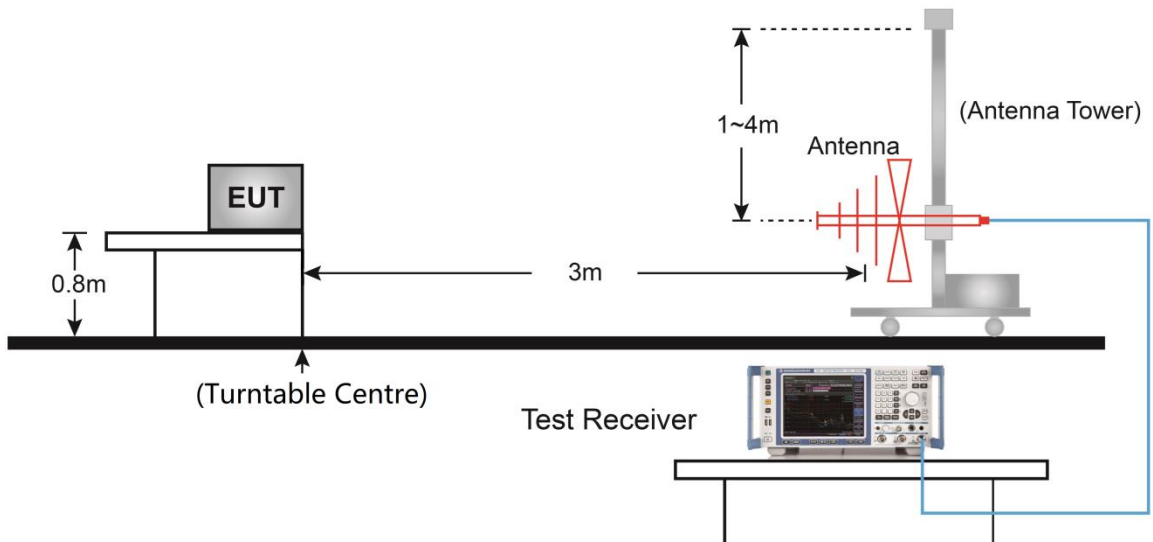 1~4m
(Antenna Tower)
Antenna
EUT
0.8m
3m
(Turntable Centre)
Test Receiver